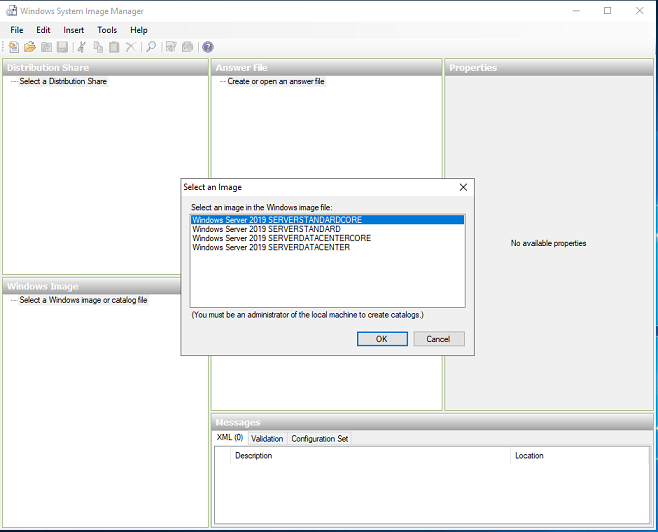 Windows System Image Manager
File Edit Insert Tools Help
Distribution Share
Select a Distribution Share
Answer File
Create or open an answer file
Properties
No available properties
Select an Image
Select an image in the Windows image file:
Windows Server 2019 SERVERSTANDARDCORE
Windows Server 2019 SERVERSTANDARD
Windows Server 2019 SERVERDATACENTERCORE
Windows Server 2019 SERVERDATACENTER
(You must be an administrator of the local machine to create catalogs.)
OK Cancel
Windows Image
Select a Windows image or catalog file
Messages
XML (0) Validation Configuration Set
Description Location